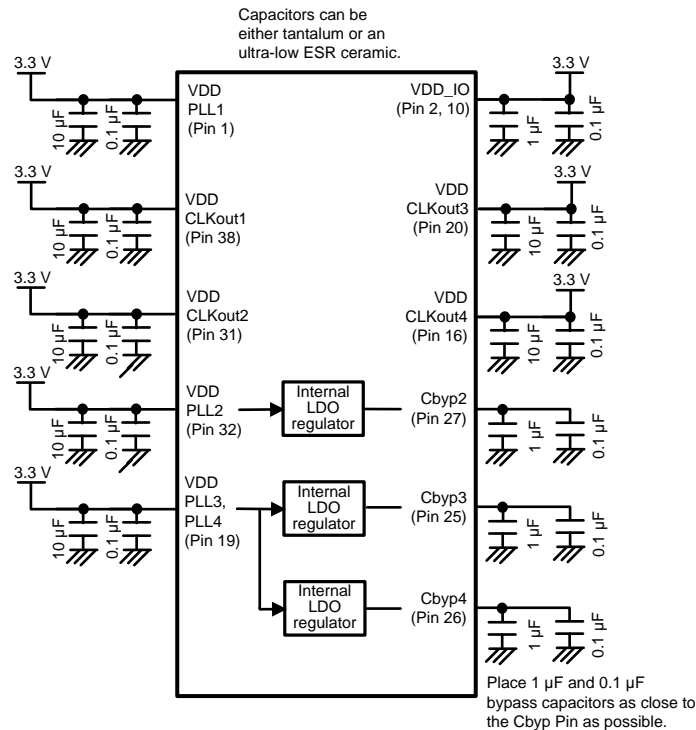 Capacitors can be
either tantalum or an
ultra-low ESR ceramic.
3.3 V
10 µF
0.1 µF
VDD
PLL1
(Pin 1)
VDD_IO
(Pin 2, 10)
3.3 V
1 µF
0.1 µF
3.3 V
10 µF
0.1 µF
VDD
CLKout1
(Pin 38)
VDD
CLKout3
(Pin 20)
3.3 V
10 µF
0.1 µF
3.3 V
10 µF
0.1 µF
VDD
CLKout2
(Pin 31)
VDD
CLKout4
(Pin 16)
3.3 V
10 µF
0.1 µF
3.3 V
10 µF
0.1 µF
VDD
PLL2
(Pin 32)
Internal
LDO
regulator
Cbyp2
(Pin 27)
1 µF
0.1 µF
3.3 V
10 µF
0.1 µF
VDD
PLL3,
PLL4
(Pin 19)
Internal
LDO
regulator
Cbyp3
(Pin 25)
1 µF
0.1 µF
Internal
LDO
regulator
Cbyp4
(Pin 26)
1 µF
0.1 µF
Place 1 µF and 0.1 µF
bypass capacitors as close to
the Cbyp Pin as possible.